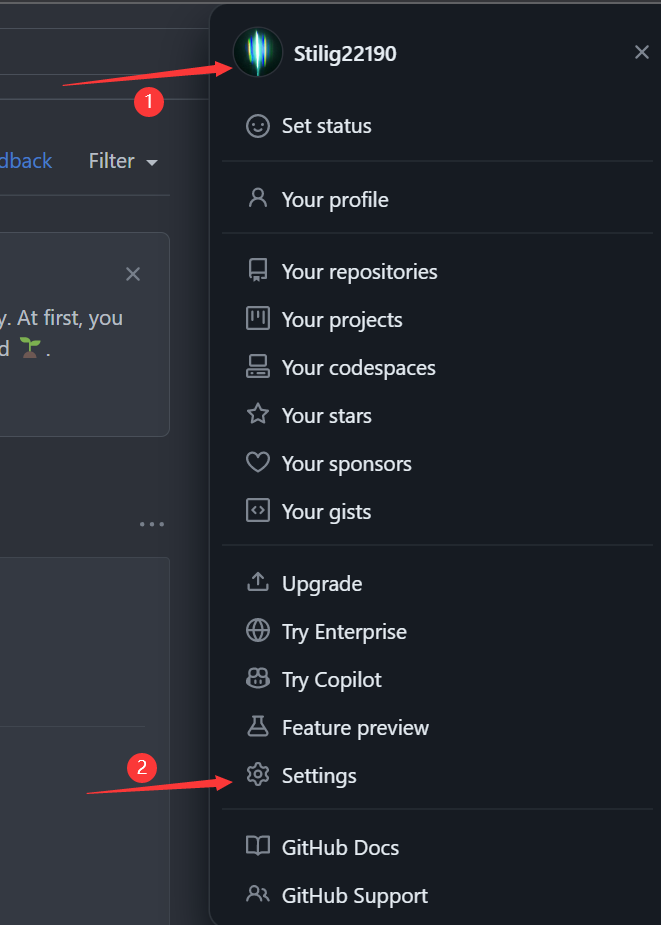 Stilig22190
1
Set status
dback
Filter
Your profile
Your repositories
y. At first, you
Your projects
d
.
Your codespaces
Your stars
Your sponsors
Your gists
Upgrade
Try Enterprise
Try Copilot
Feature preview
2
Settings
GitHub Docs
GitHub Support